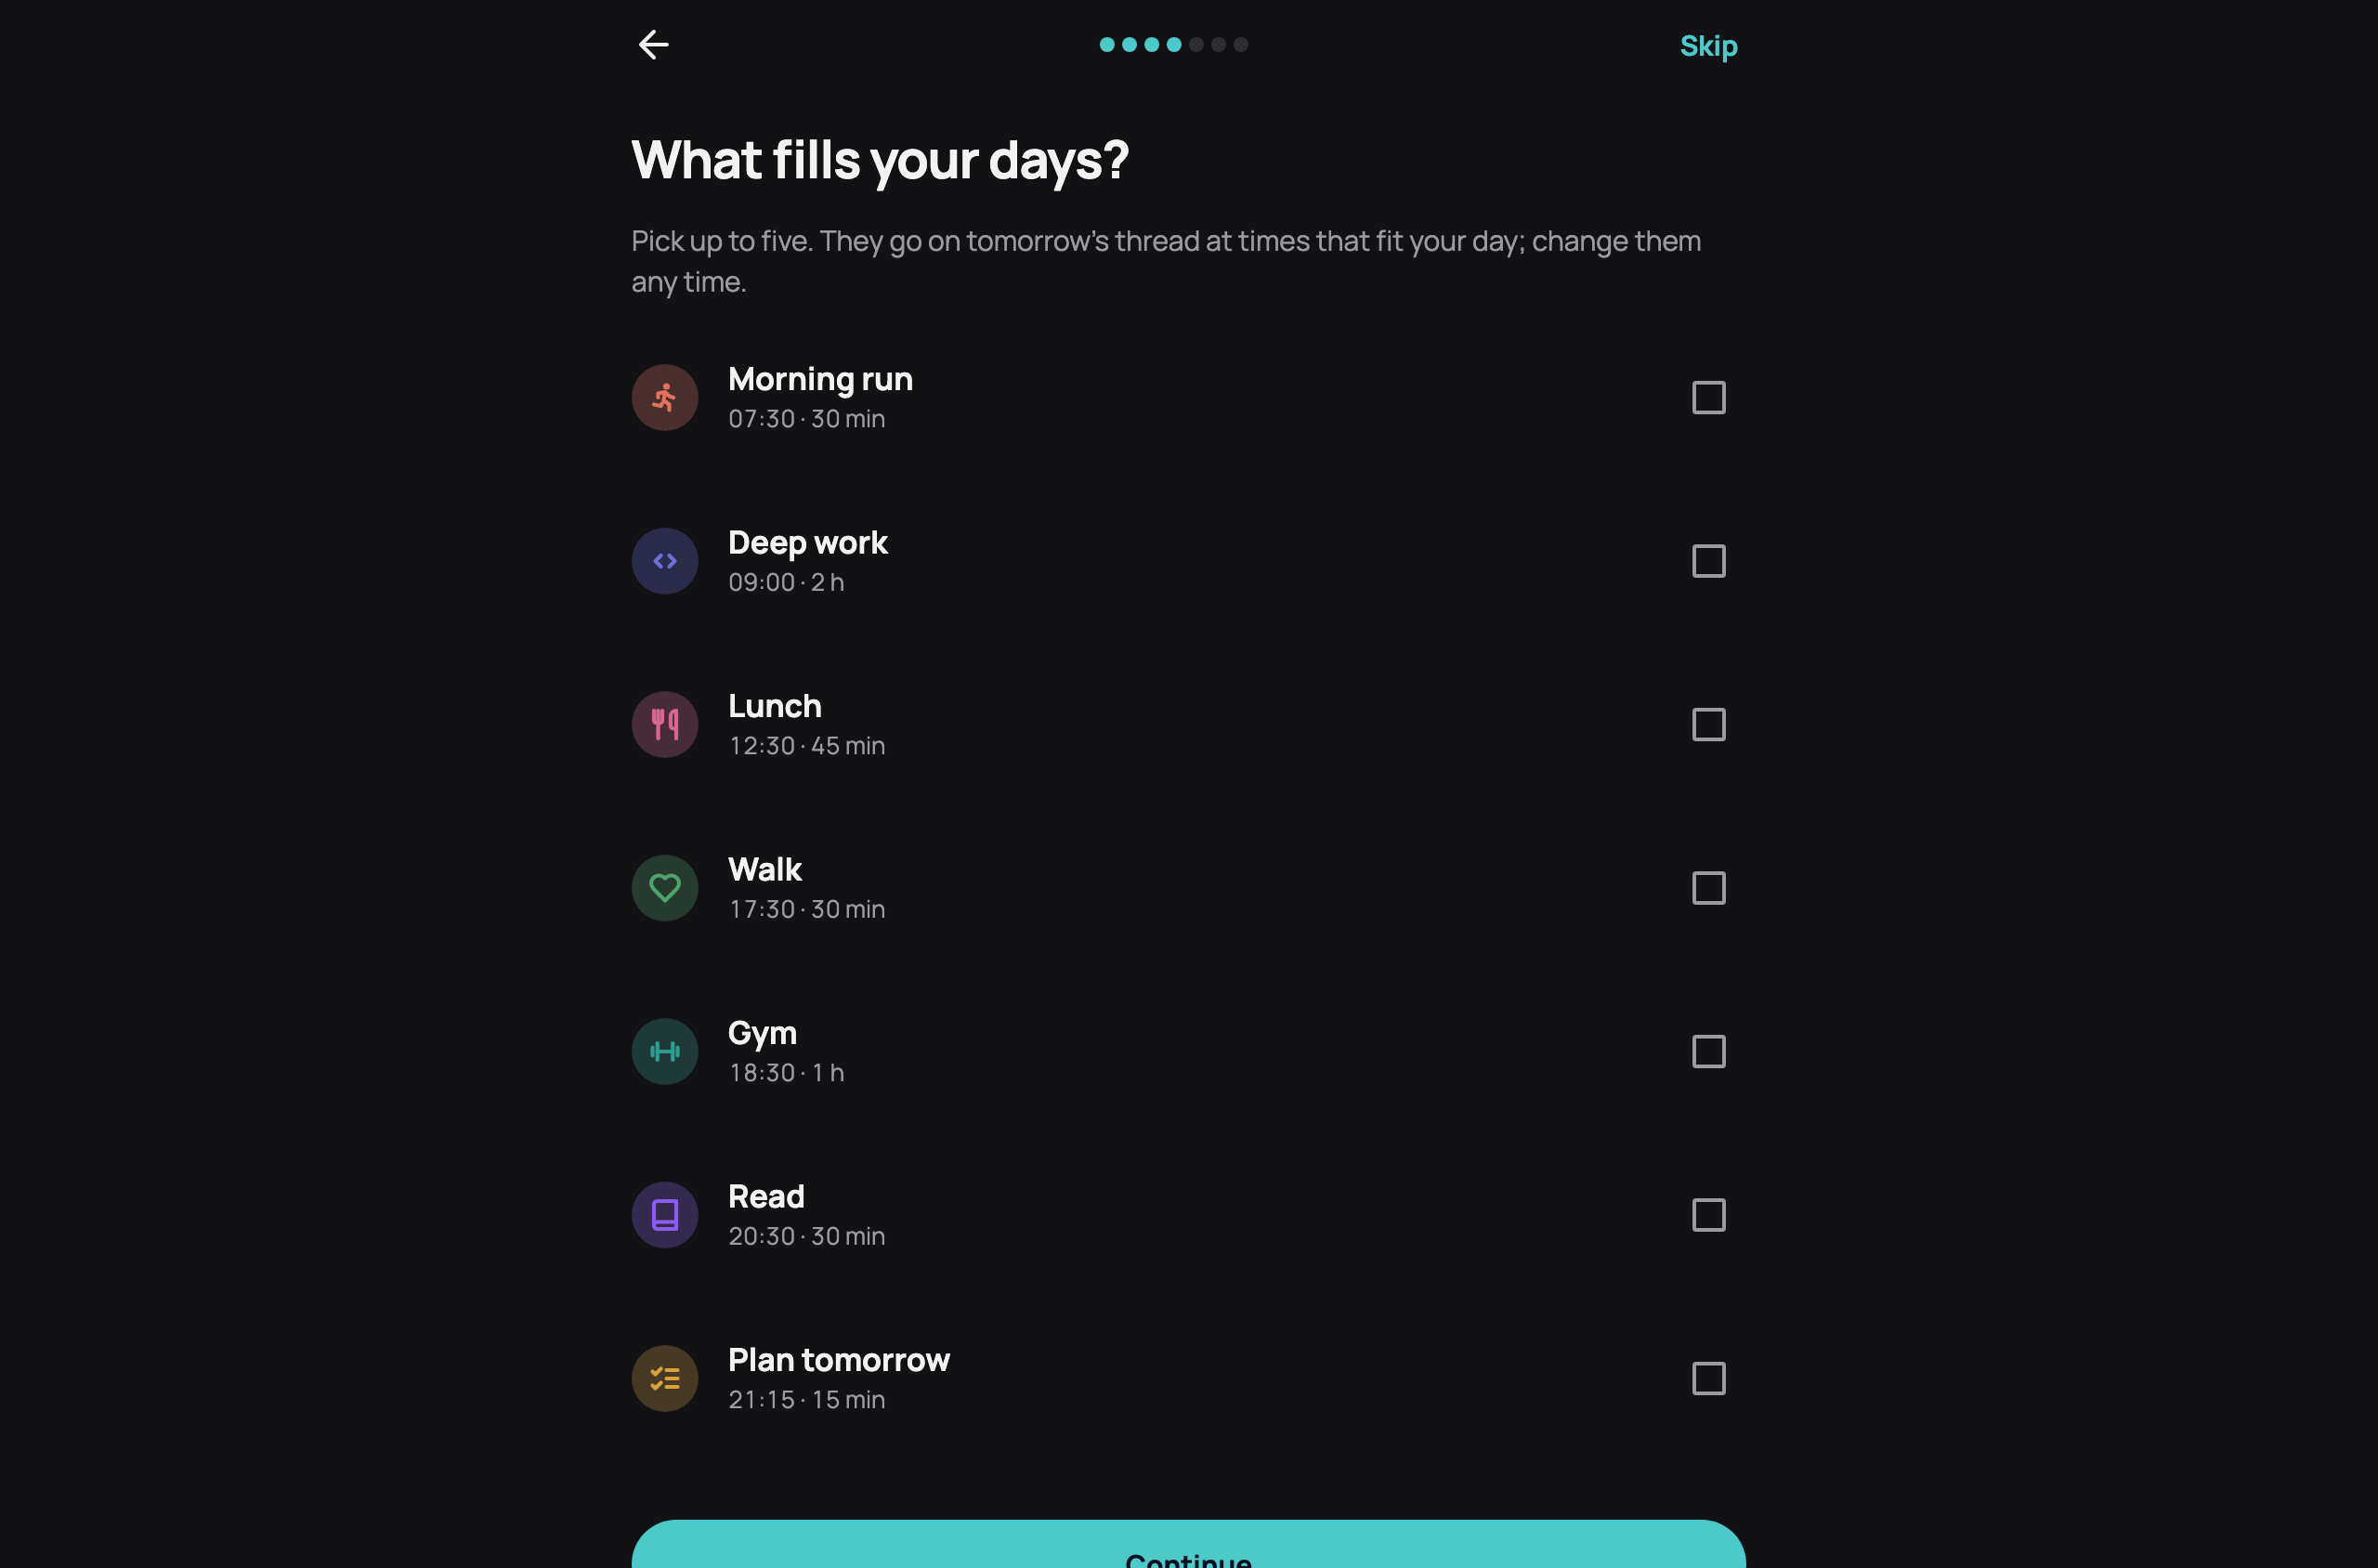 Skip
What fills your days?
Pick up to five. They go on tomorrow’s thread at times that fit your day; change them
any time.
Morning run
07:30 · 30 min
Deep work
09:00 · 2 h
Lunch
12:30 · 45 min
Walk
17:30 · 30 min
Gym
18:30 · 1 h
Read
20:30 · 30 min
Plan tomorrow
21:15 · 15 min
Continue